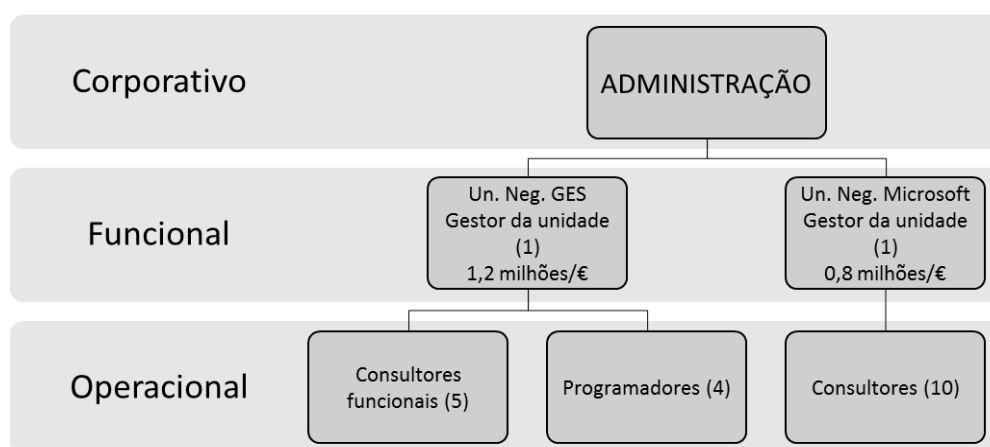 Corporativo
ADMINISTRAÇÃO
Funcional
Un. Neg. GES
Gestor da unidade
(1)
1,2 milhões/€
Un. Neg. Microsoft
Gestor da unidade
(1)
0,8 milhões/€
Operacional
Consultores
funcionais (5)
Programadores (4)
Consultores (10)